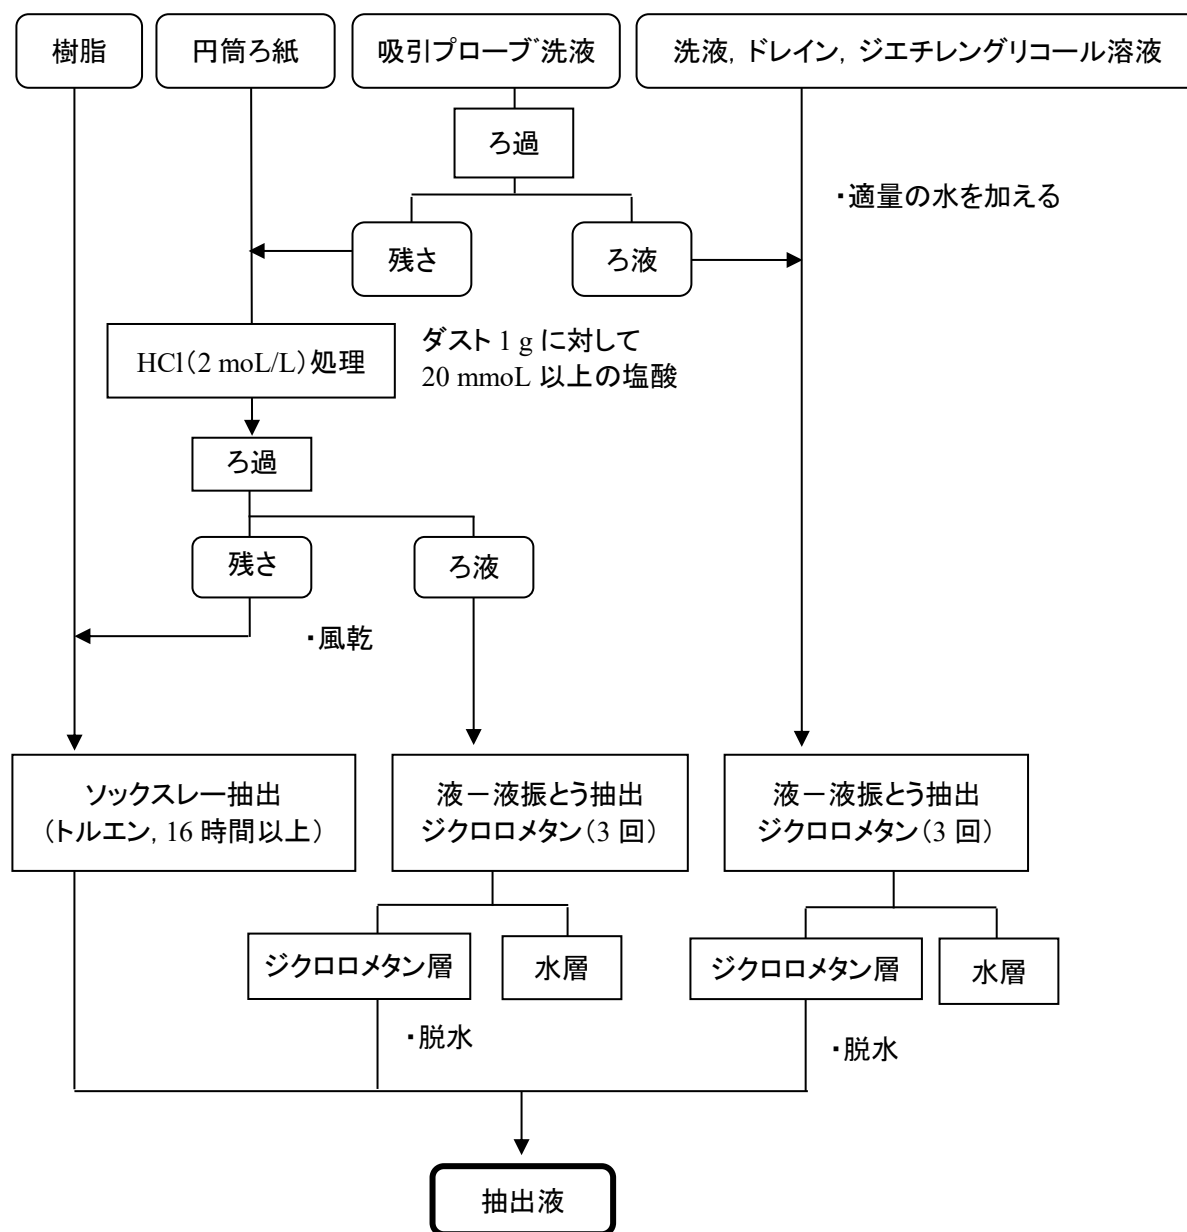 樹脂
円筒ろ紙
吸引プローブ洗液
洗液, ドレイン, ジエチレングリコール溶液
ろ過
・適量の水を加える
残さ
ろ液
HCl(2 moL/L)処理
ダスト 1 g に対して
20 mmoL 以上の塩酸
ろ過
残さ
ろ液
・風乾
ソックスレー抽出
(トルエン, 16 時間以上)
液－液振とう抽出
ジクロロメタン(3 回)
液－液振とう抽出
ジクロロメタン(3 回)
ジクロロメタン層
水層
ジクロロメタン層
水層
・脱水
・脱水
抽出液